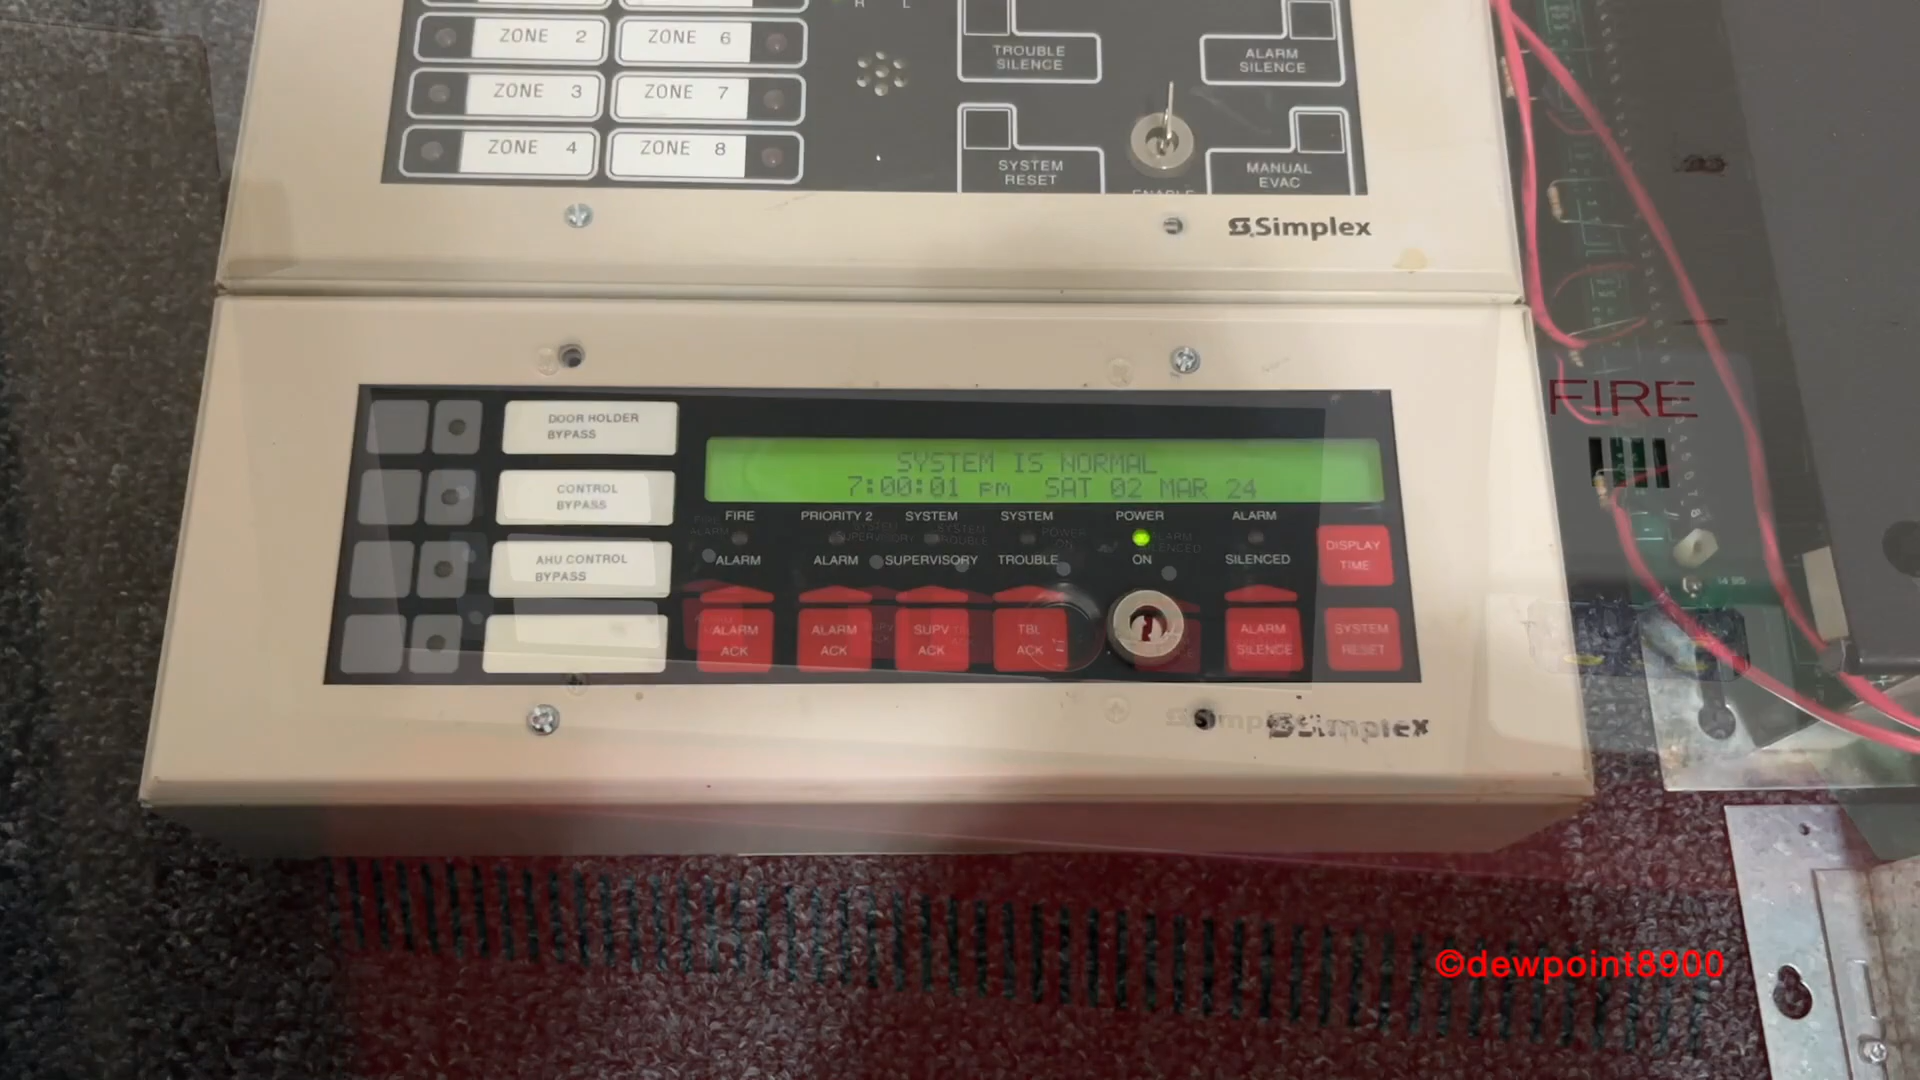 ZONE 2
ZONE 6
ZONE 3
ZONE 7
ZONE 4
ZONE 8
TROUBLE
SILENCE
ALARM
SILENCE
SYSTEM
RESET
MANUAL
EVAC
Simplex
DOOR HOLDER
BYPASS
CONTROL
BYPASS
AHU CONTROL
BYPASS
SYSTEM IS NORMAL
7:00:01 pm SAT 02 MAR 24
FIRE
ALARM
PRIORITY 2
ALARM
SYSTEM
SUPERVISORY
SYSTEM
TROUBLE
POWER
ON
ALARM
SILENCED
ALARM
ACK
ALARM
ACK
SUPV
ACK
TBL
ACK
ALARM
SILENCE
DISPLAY
TIME
SYSTEM
RESET
Simplex
FIRE
©dewpoint8900